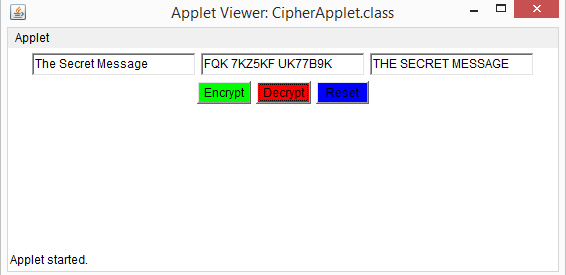 Applet Viewer: CipherApplet.class
Applet
The Secret Message FQK 7KZ5KF UK77B9K THE SECRET MESSAGE
Encrypt Decrypt Reset
Applet started.